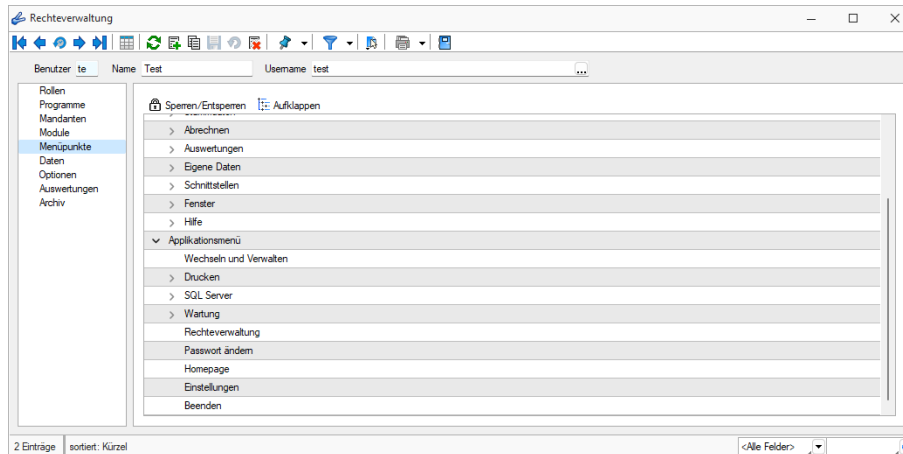 Rechteverwaltung
Benutzer te Name Test Username test ...
Rollen
Programme
Mandanten
Module
Menüpunkte
Daten
Optionen
Auswertungen
Archiv
Sperren/Entsperren Aufklappen
Abrechnen
Auswertungen
Eigene Daten
Schnittstellen
Fenster
Hilfe
Applikationsmenü
Wechseln und Verwalten
Drucken
SQL Server
Wartung
Rechteverwaltung
Passwort ändern
Homepage
Einstellungen
Beenden
2 Einträge sortiert: Kürzel <Alle Felder>